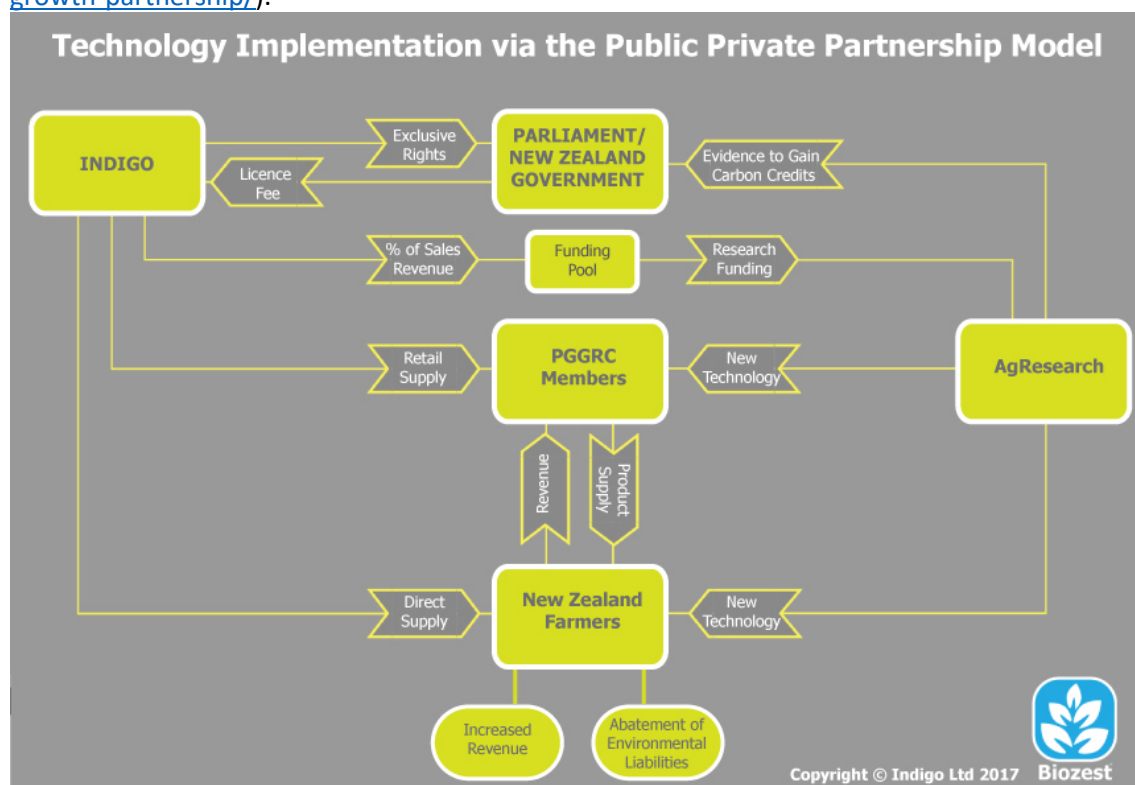 growth-partnership/).
Technology Implementation via the Public Private Partnership Model
INDIGO
Exclusive
Rights
Licence
Fee
PARLIAMENT/
NEW ZEALAND
GOVERNMENT
Evidence to Gain
Carbon Credits
% of Sales
Revenue
Funding
Pool
Research
Funding
Retail
Supply
PGGRC
Members
New
Technology
AgResearch
Revenue
Product
Supply
Direct
Supply
New Zealand
Farmers
New
Technology
Increased
Revenue
Abatement of
Environmental
Liabilities
Copyright © Indigo Ltd 2017
Biozest